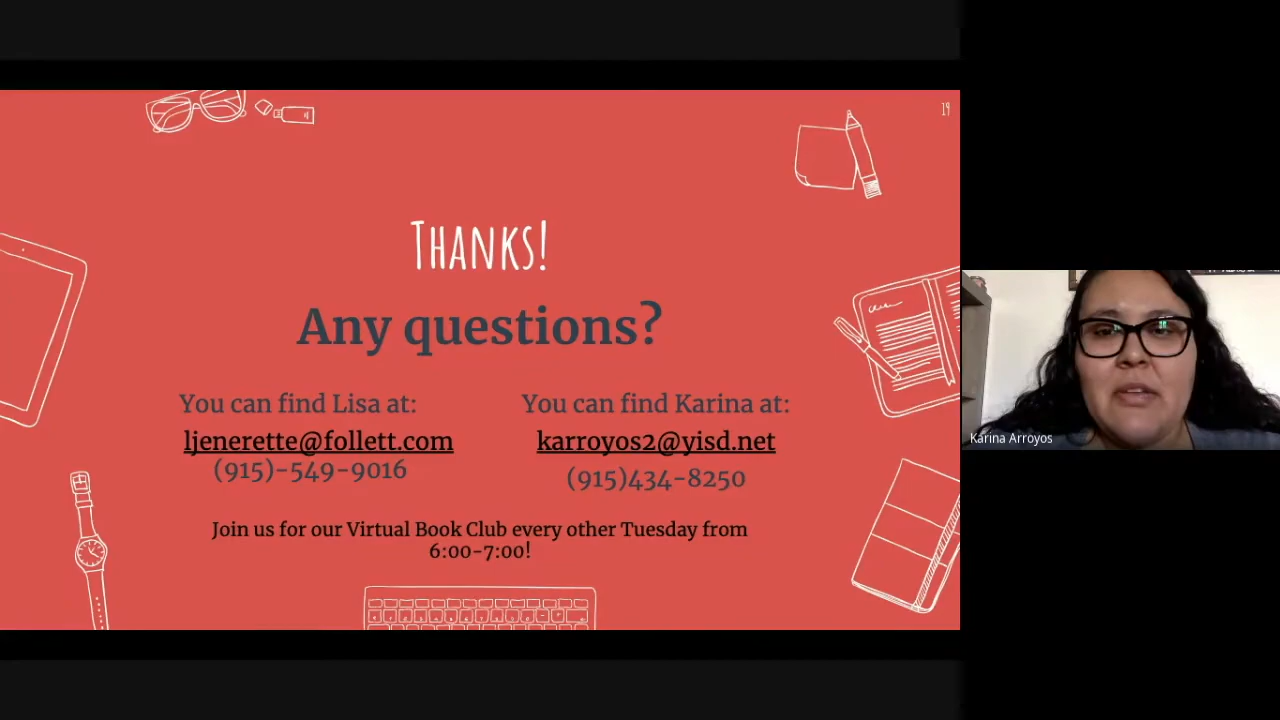 19
Thanks!
Any questions?
You can find Lisa at:
ljenerette@follett.com
(915)-549-9016
You can find Karina at:
karroyos2@yisd.net
(915)434-8250
Join us for our Virtual Book Club every other Tuesday from
6:00-7:00!
Karina Arroyos